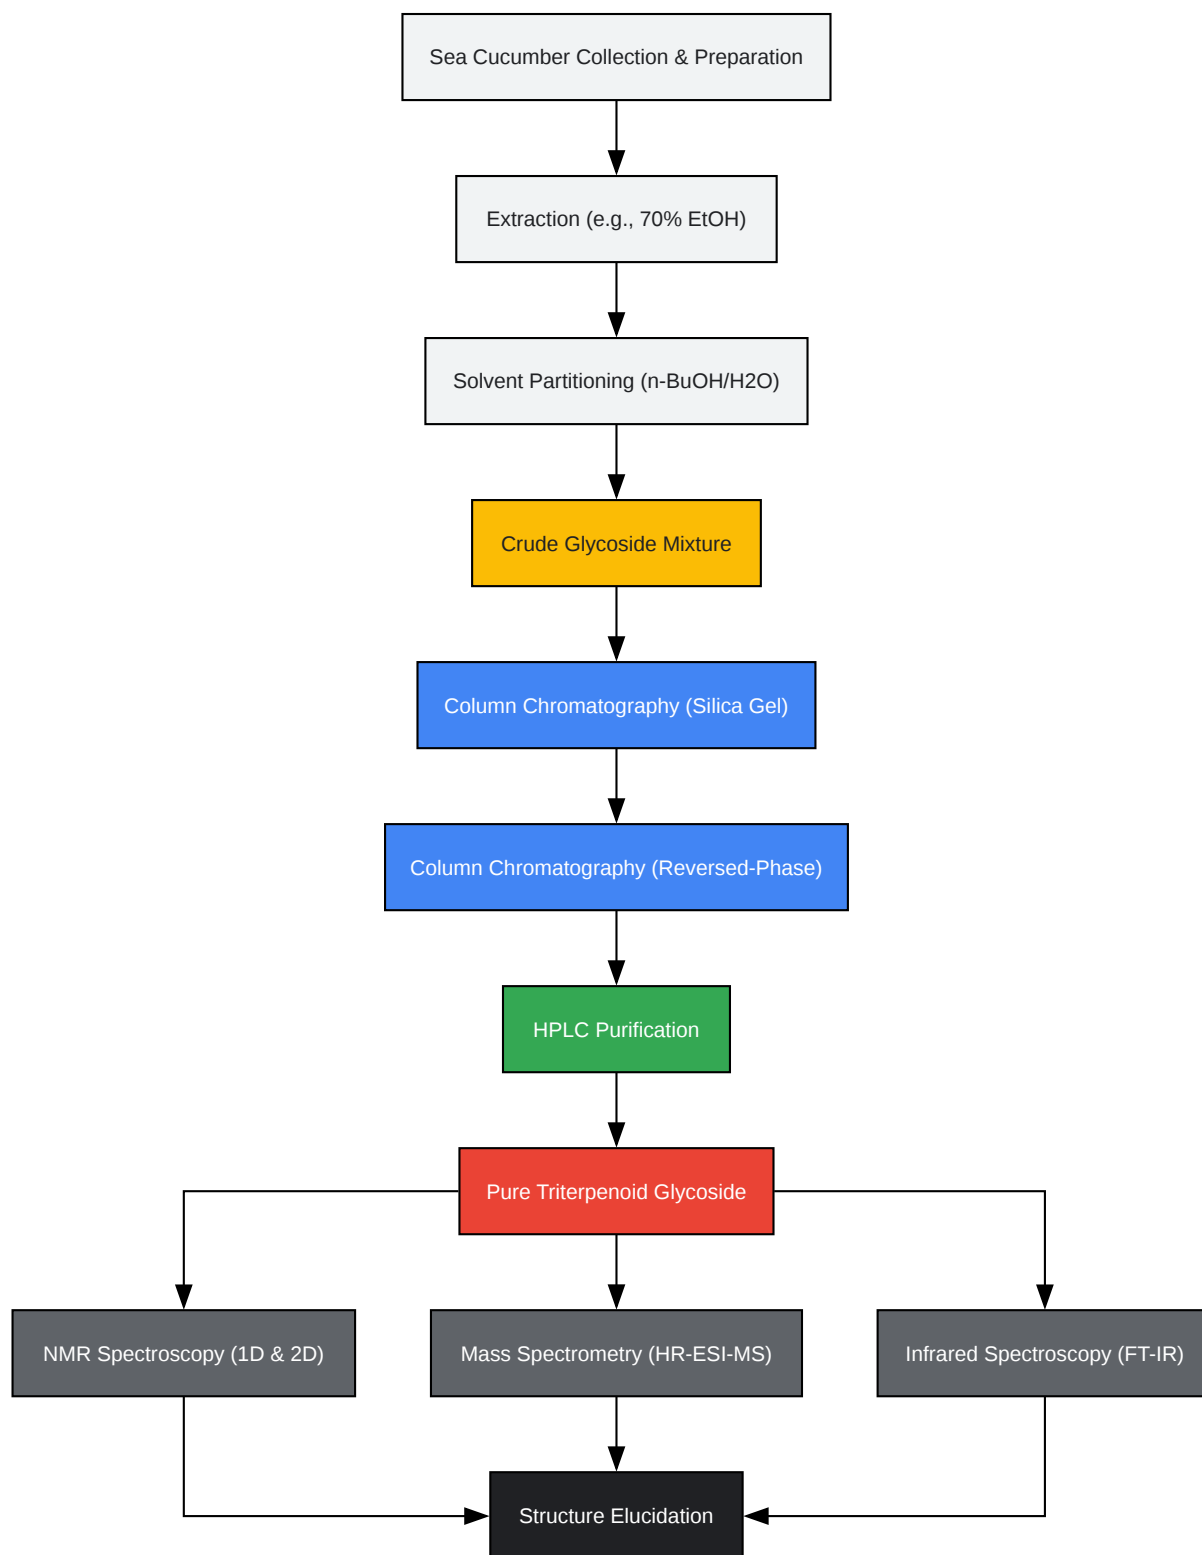 Sea Cucumber Collection & Preparation
Extraction (e.g., 70% EtOH)
Solvent Partitioning (n-BuOH/H2O)
Crude Glycoside Mixture
Column Chromatography (Silica Gel)
Column Chromatography (Reversed-Phase)
HPLC Purification
Pure Triterpenoid Glycoside
NMR Spectroscopy (1D & 2D)
Mass Spectrometry (HR-ESI-MS)
Infrared Spectroscopy (FT-IR)
Structure Elucidation